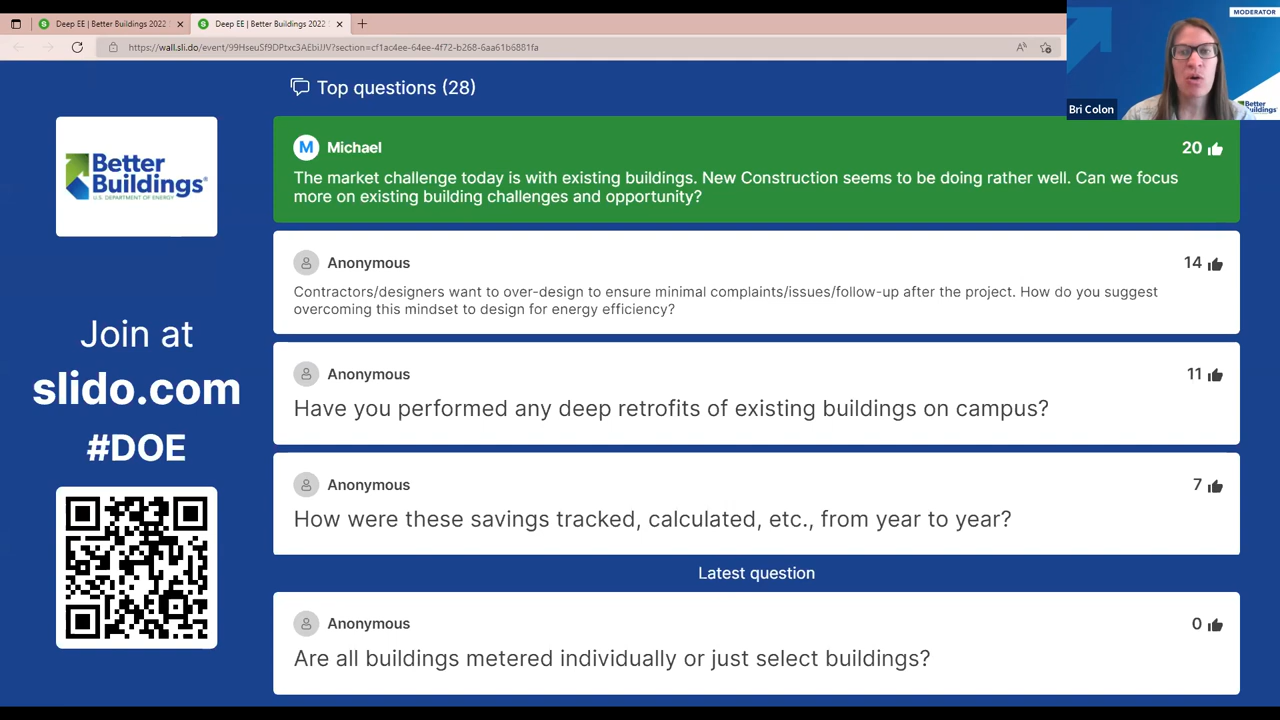 Deep EE | Better Buildings 2022
Deep EE | Better Buildings 2022
https://wall.sli.do/event/99HseuSf9DPtxc3AEbiJJV?section=cf1ac4ee-64ee-4f72-b268-6aa61b6881fa
MODERATOR
Bri Colon
Better
Buildings
Top questions (28)
Better
Buildings
U.S. DEPARTMENT OF ENERGY
Join at
slido.com
#DOE
M Michael 20
The market challenge today is with existing buildings. New Construction seems to be doing rather well. Can we focus
more on existing building challenges and opportunity?
Anonymous 14
Contractors/designers want to over-design to ensure minimal complaints/issues/follow-up after the project. How do you suggest
overcoming this mindset to design for energy efficiency?
Anonymous 11
Have you performed any deep retrofits of existing buildings on campus?
Anonymous 7
How were these savings tracked, calculated, etc., from year to year?
Latest question
Anonymous 0
Are all buildings metered individually or just select buildings?